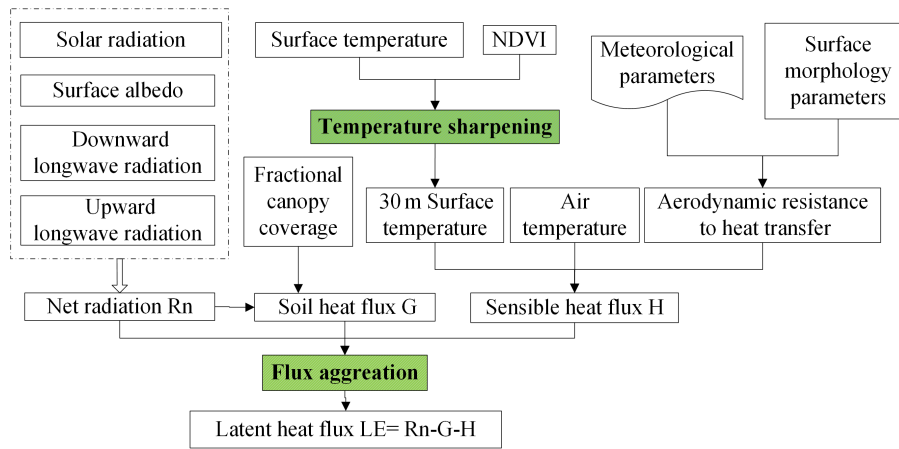 Solar radiation
Surface albedo
Downward
longwave radiation
Upward
longwave radiation
Surface temperature
NDVI
Meteorological
parameters
Surface
morphology
parameters
Temperature sharpening
Fractional
canopy
coverage
30 m Surface
temperature
Air
temperature
Aerodynamic resistance
to heat transfer
Net radiation Rn
Soil heat flux G
Sensible heat flux H
Flux aggreation
Latent heat flux LE= Rn-G-H